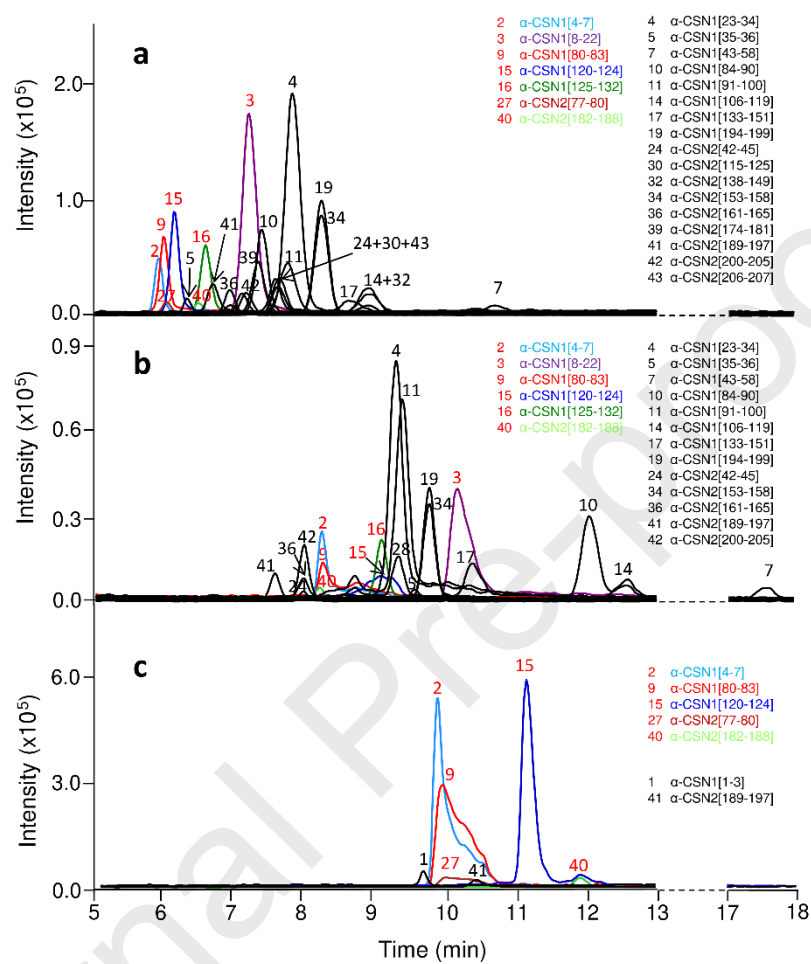 a
2 α-CSN1[4-7]
3 α-CSN1[8-22]
9 α-CSN1[80-83]
15 α-CSN1[120-124]
16 α-CSN1[125-132]
27 α-CSN2[77-80]
40 α-CSN2[182-188]
4 α-CSN1[23-34]
5 α-CSN1[35-36]
7 α-CSN1[43-58]
10 α-CSN1[84-90]
11 α-CSN1[91-100]
14 α-CSN1[106-119]
17 α-CSN1[133-151]
19 α-CSN1[194-199]
24 α-CSN2[42-45]
30 α-CSN2[115-125]
32 α-CSN2[138-149]
34 α-CSN2[153-158]
36 α-CSN2[161-165]
39 α-CSN2[174-181]
41 α-CSN2[189-197]
42 α-CSN2[200-205]
43 α-CSN2[206-207]
Intensity (x10⁵)
2.0
1.0
0.0
2
9
15
27
5
40
16
41
36
42
39
3
10
11
4
19
34
24+30+43
17
14+32
7
b
2 α-CSN1[4-7]
3 α-CSN1[8-22]
9 α-CSN1[80-83]
15 α-CSN1[120-124]
16 α-CSN1[125-132]
40 α-CSN2[182-188]
4 α-CSN1[23-34]
5 α-CSN1[35-36]
7 α-CSN1[43-58]
10 α-CSN1[84-90]
11 α-CSN1[91-100]
14 α-CSN1[106-119]
17 α-CSN1[133-151]
19 α-CSN1[194-199]
24 α-CSN2[42-45]
34 α-CSN2[153-158]
36 α-CSN2[161-165]
41 α-CSN2[189-197]
42 α-CSN2[200-205]
Intensity (x10⁵)
0.9
0.6
0.3
0.0
41
36
42
24
2
9
40
15
16
4
11
28
5
19
34
3
17
10
14
7
c
2 α-CSN1[4-7]
9 α-CSN1[80-83]
15 α-CSN1[120-124]
27 α-CSN2[77-80]
40 α-CSN2[182-188]
1 α-CSN1[1-3]
41 α-CSN2[189-197]
Intensity (x10⁵)
6.0
3.0
0.0
1
2
9
27
41
15
40
5 6 7 8 9 10 11 12 13 17 18
Time (min)
rnal Pre-proo